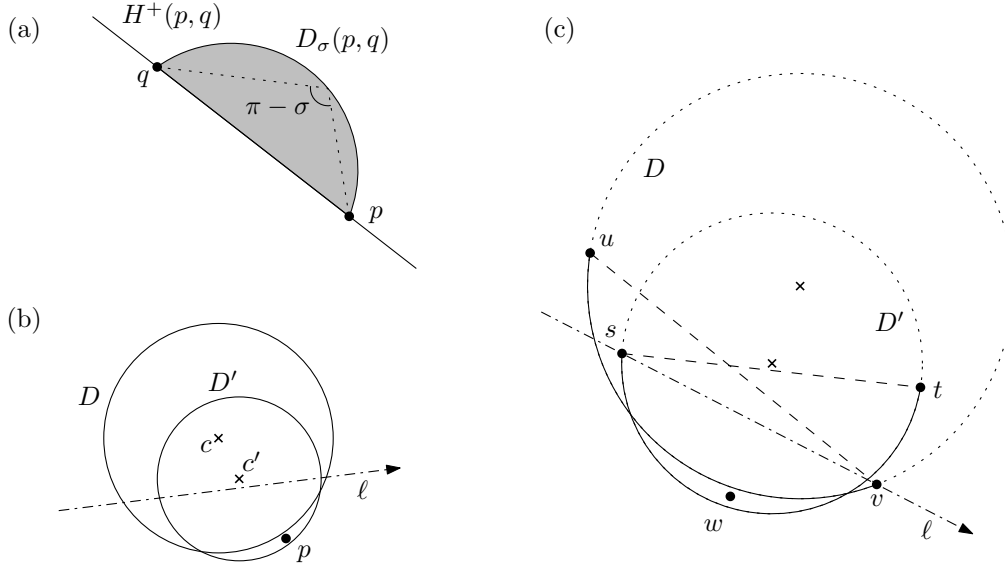 (a)
H⁺(p, q)
D_σ(p, q)
q
π − σ
p
(b)
D
D′
c
c′
ℓ
p
(c)
D
u
s
D′
t
w
v
ℓ